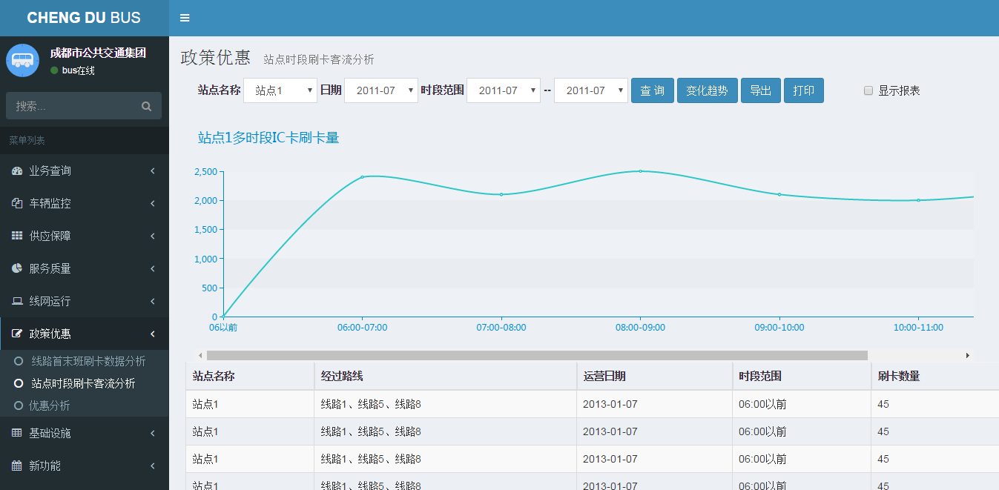 CHENG DU BUS
成都市公共交通集团
bus在线
搜索...
菜单列表
业务查询
车辆监控
供应保障
服务质量
线网运行
政策优惠
线路首末班刷卡数据分析
站点时段刷卡客流分析
优惠分析
基础设施
新功能
政策优惠 站点时段刷卡客流分析
站点名称 站点1 日期 2011-07 时段范围 2011-07 -- 2011-07 查 询 变化趋势 导出 打印 显示报表
站点1多时段IC卡刷卡量
2,500
2,000
1,500
1,000
500
0
06以前 06:00-07:00 07:00-08:00 08:00-09:00 09:00-10:00 10:00-11:00
站点名称 经过路线 运营日期 时段范围 刷卡数量
站点1 线路1、线路5、线路8 2013-01-07 06:00以前 45
站点1 线路1、线路5、线路8 2013-01-07 06:00以前 45
站点1 线路1、线路5、线路8 2013-01-07 06:00以前 45
站点1 线路1、线路5、线路8 2013-01-07 06:00以前 45